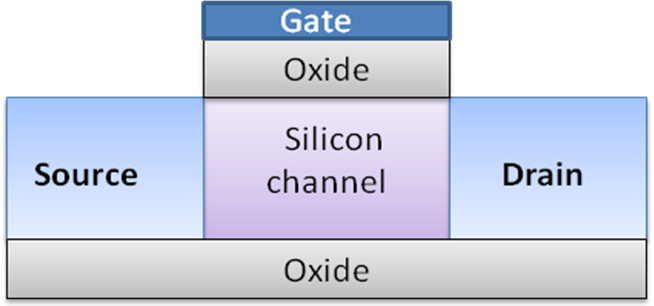 Gate
Oxide
Silicon
channel
Source
Drain
Oxide